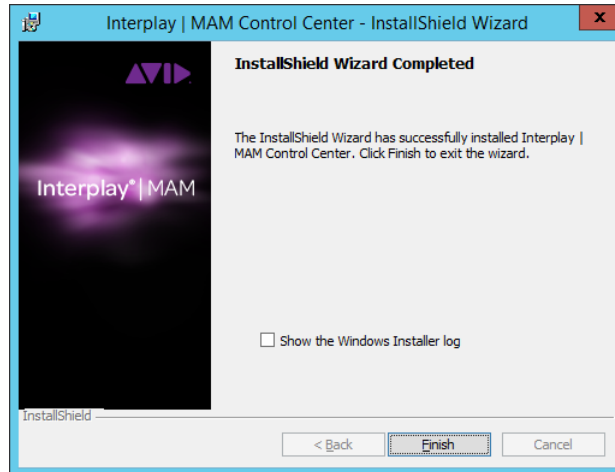 Interplay | MAM Control Center - InstallShield Wizard
x
AVID
InstallShield Wizard Completed
The InstallShield Wizard has successfully installed Interplay |
MAM Control Center. Click Finish to exit the wizard.
Interplay® | MAM
Show the Windows Installer log
InstallShield
< Back
Finish
Cancel